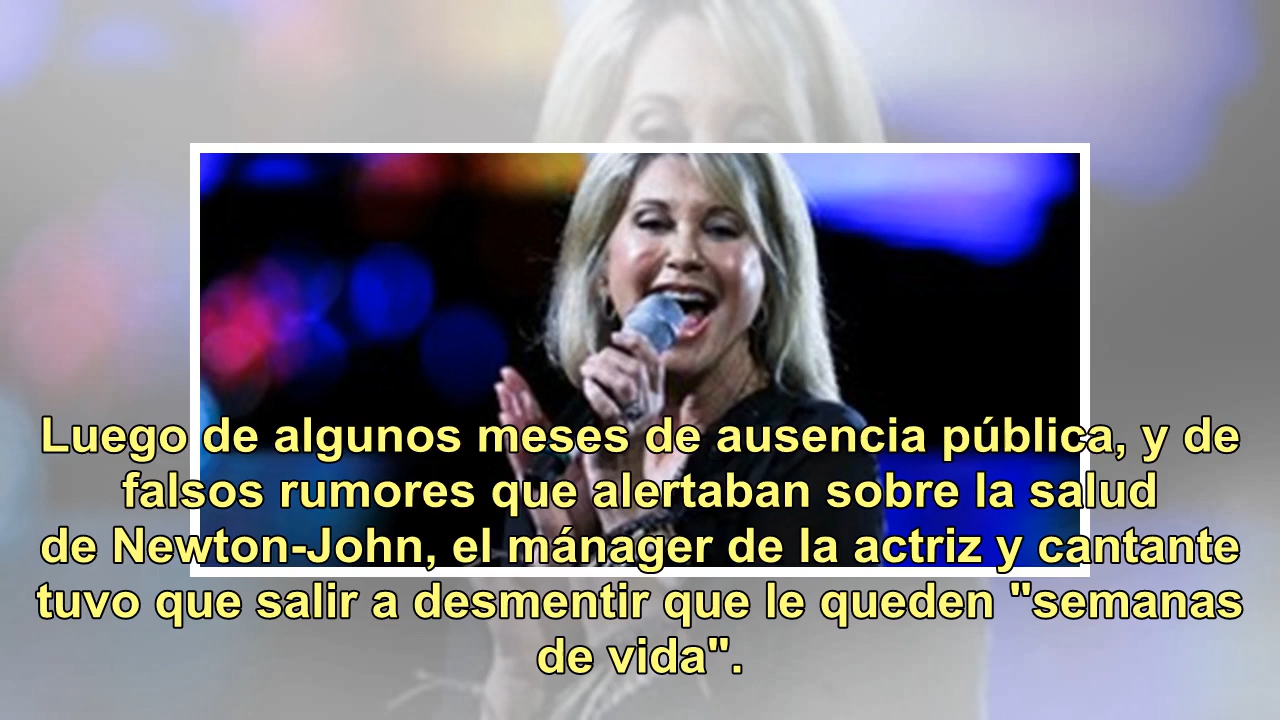 Luego de algunos meses de ausencia pública, y de
falsos rumores que alertaban sobre la salud
de Newton-John, el mánager de la actriz y cantante
tuvo que salir a desmentir que le queden "semanas
de vida".